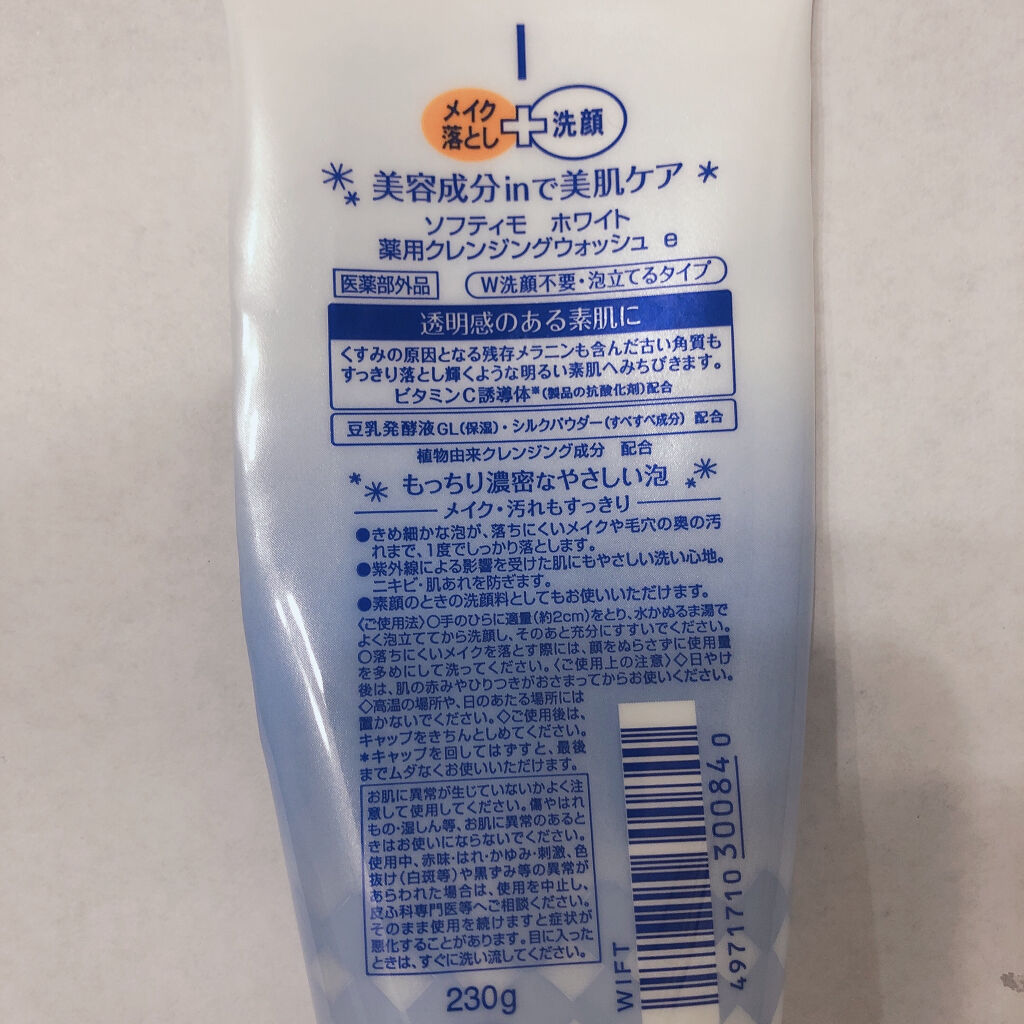 メイク
落とし
洗顔
美容成分inで美肌ケア
ソフティモ ホワイト
薬用クレンジングウォッシュ e
医薬部外品
W洗顔不要・泡立てるタイプ
透明感のある素肌に
くすみの原因となる残存メラニンも含んだ古い角質も
すっきり落とし輝くような明るい素肌へみちびきます。
ビタミンC誘導体*(製品の抗酸化剤)配合
豆乳発酵液GL(保湿)・シルクパウダー(すべすべ成分) 配合
植物由来クレンジング成分 配合
もっちり濃密なやさしい泡
メイク・汚れもすっきり
●きめ細かな泡が、落ちにくいメイクや毛穴の奥の汚
れまで、1度でしっかり落とします。
●紫外線による影響を受けた肌にもやさしい洗い心地。
ニキビ・肌あれを防ぎます。
●素顔のときの洗顔料としてもお使いいただけます。
〈ご使用法〉○手のひらに適量(約2cm)をとり、水かぬるま湯で
よく泡立ててから洗顔し、そのあと充分にすすいでください。
○落ちにくいメイクを落とす際には、顔をぬらさずに使用量
を多めにして洗ってください。〈ご使用上の注意〉◇日やけ
後は、肌の赤みやひりつきがおさまってからお使いください。
◇高温の場所や、日のあたる場所には
置かないでください。◇ご使用後は、
キャップをきちんとしめてください。
*キャップを回してはずすと、最後
までムダなくお使いいただけます。
お肌に異常が生じていないかよく注
意して使用してください。傷やはれ
もの・湿しん等、お肌に異常のあると
きはお使いにならないでください。
使用中、赤味・はれ・かゆみ・刺激、色
抜け(白斑等)や黒ずみ等の異常が
あらわれた場合は、使用を中止し、
皮ふ科専門医等へご相談ください。
そのまま使用を続けますと症状が
悪化することがあります。目に入った
ときは、すぐに洗い流してください。
230g
WIFT
4971710300840